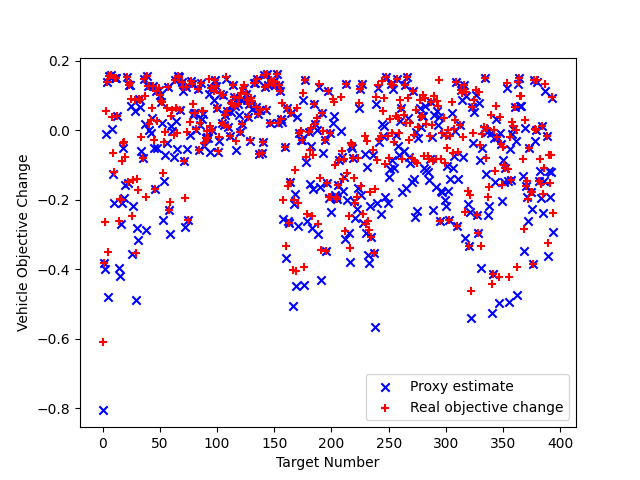 0.2
0.0
−0.2
−0.4
−0.6
−0.8
Vehicle Objective Change
Proxy estimate
Real objective change
0 50 100 150 200 250 300 350 400
Target Number